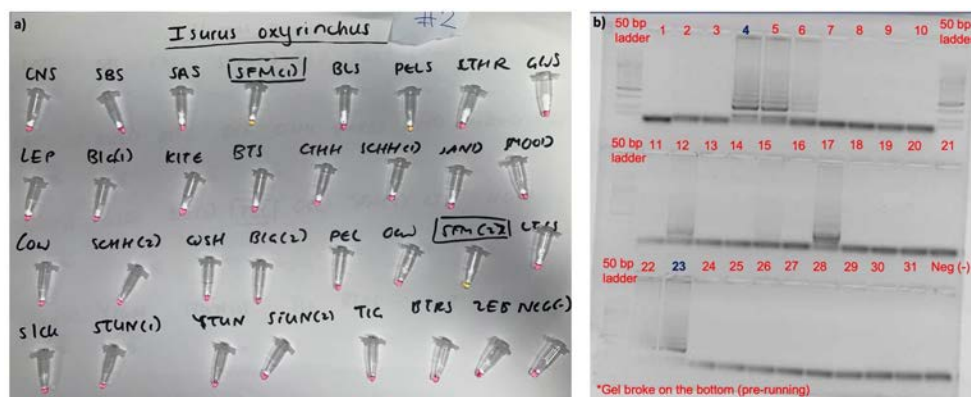 a)
Isurus oxyrinchus
#2
CNS SBS SAS SFM(1) BLS PELS STHR GWS
LEP BIG(1) KITE BTS CTHH SCHH(1) SAND MOOD
COW SCHH(2) WSH BIG(2) PEL OCW SFM(2)
SICK STUN(1) YTUN STUN(2) TIG BTRS ZEB NEG(-)
b)
50 bp ladder 1 2 3 4 5 6 7 8 9 10 50 bp ladder
50 bp ladder 11 12 13 14 15 16 17 18 19 20 21
50 bp ladder 22 23 24 25 26 27 28 29 30 31 Neg (-)
*Gel broke on the bottom (pre-running)